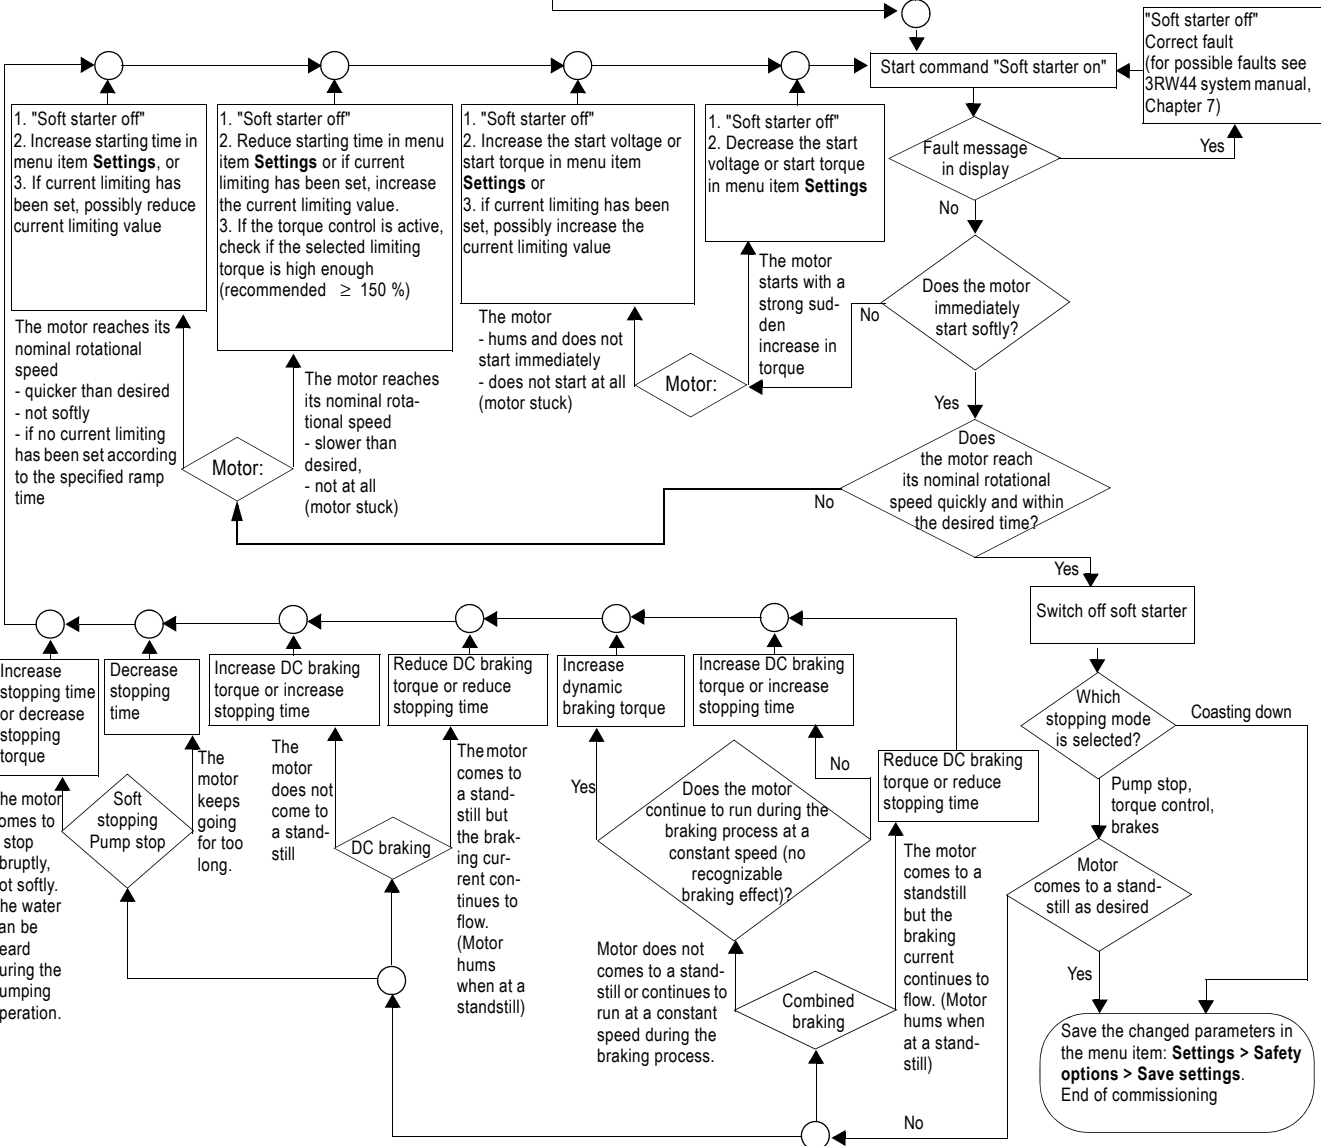 "Soft starter off"
Correct fault
(for possible faults see
3RW44 system manual,
Chapter 7)
Start command "Soft starter on"
1. "Soft starter off"
2. Increase starting time in
menu item Settings, or
3. If current limiting has
been set, possibly reduce
current limiting value
1. "Soft starter off"
2. Reduce starting time in menu
item Settings or if current
limiting has been set, increase
the current limiting value.
3. If the torque control is active,
check if the selected limiting
torque is high enough
(recommended ≥ 150 %)
1. "Soft starter off"
2. Increase the start voltage or
start torque in menu item
Settings or
3. if current limiting has been
set, possibly increase the
current limiting value
1. "Soft starter off"
2. Decrease the start
voltage or start torque
in menu item Settings
Fault message
in display
Yes
No
The motor
starts with a
strong sud-
den
increase in
torque
Does the motor
immediately
start softly?
No
The motor reaches its
nominal rotational
speed
- quicker than desired
- not softly
- if no current limiting
has been set according
to the specified ramp
time
Motor:
The motor reaches
its nominal rota-
tional speed
- slower than
desired,
- not at all
(motor stuck)
The motor
- hums and does not
start immediately
- does not start at all
(motor stuck)
Motor:
Yes
Does
the motor reach
its nominal rotational
speed quickly and within
the desired time?
No
Yes
Switch off soft starter
Increase
stopping time
or decrease
stopping
torque
Decrease
stopping
time
Increase DC braking
torque or increase
stopping time
Reduce DC braking
torque or reduce
stopping time
Increase
dynamic
braking torque
Increase DC braking
torque or increase
stopping time
Which
stopping mode
is selected?
Coasting down
Reduce DC braking
torque or reduce
stopping time
Pump stop,
torque control,
brakes
he motor
omes to
stop
bruptly,
ot softly.
he water
an be
eard
uring the
umping
peration.
Soft
stopping
Pump stop
The
motor
keeps
going
for too
long.
The
motor
does not
come to
a stand-
still
DC braking
The motor
comes to
a stand-
still but
the brak-
ing cur-
rent con-
tinues to
flow.
(Motor
hums
when at a
standstill)
Yes
Does the motor
continue to run during the
braking process at a
constant speed (no
recognizable
braking effect)?
No
The motor
comes to a
standstill
but the
braking
current
continues to
flow. (Motor
hums when
at a stand-
still)
Motor
comes to a stand-
still as desired
Motor does not
comes to a stand-
still or continues to
run at a constant
speed during the
braking process.
Combined
braking
Yes
No
Save the changed parameters in
the menu item: Settings > Safety
options > Save settings.
End of commissioning